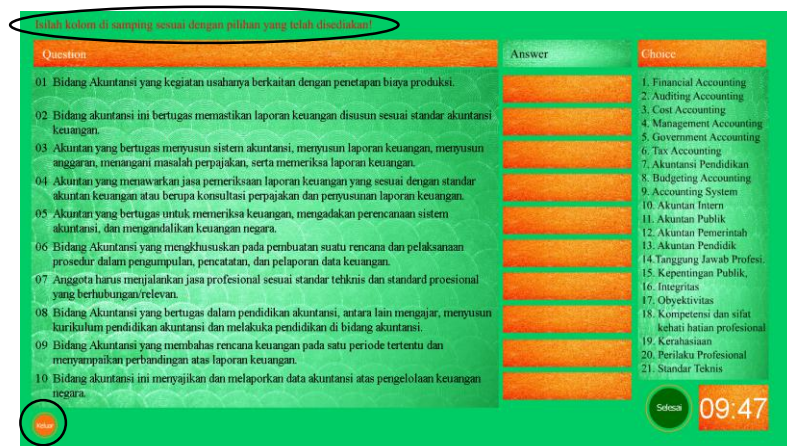 Isilah kolom di samping sesuai dengan pilihan yang telah disediakan!
Question
Answer
Choice
01 Bidang Akuntansi yang kegiatan usahanya berkaitan dengan penetapan biaya produksi.
02 Bidang akuntansi ini bertugas memastikan laporan keuangan disusun sesuai standar akuntansi
keuangan.
03 Akuntan yang bertugas menyusun sistem akuntansi, menyusun laporan keuangan, menyusun
anggaran, menangani masalah perpajakan, serta memeriksa laporan keuangan.
04 Akuntan yang menawarkan jasa pemeriksaan laporan keuangan yang sesuai dengan standar
akuntan keuangan atau berupa konsultasi perpajakan dan penyusunan laporan keuangan.
05 Akuntan yang bertugas untuk memeriksa keuangan, mengadakan perencanaan sistem
akuntansi, dan mengandalikan keuangan negara.
06 Bidang Akuntansi yang mengkhususkan pada pembuatan suatu rencana dan pelaksanaan
prosedur dalam pengumpulan, pencatatan, dan pelaporan data keuangan.
07 Anggota harus menjalankan jasa profesional sesuai standar tehknis dan standard proesional
yang berhubungan/relevan.
08 Bidang Akuntansi yang bertugas dalam pendidikan akuntansi, antara lain mengajar, menyusun
kurikulum pendidikan akuntansi dan melakuka pendidikan di bidang akuntansi.
09 Bidang Akuntansi yang membahas rencana keuangan pada satu periode tertentu dan
menyampaikan perbandingan atas laporan keuangan.
10 Bidang akuntansi ini menyajikan dan melaporkan data akuntansi atas pengelolaan keuangan
negara.
1. Financial Accounting
2. Auditing Accounting
3. Cost Accounting
4. Management Accounting
5. Government Accounting
6. Tax Accounting
7. Akuntansi Pendidikan
8. Budgeting Accounting
9. Accounting System
10. Akuntan Intern
11. Akuntan Publik
12. Akuntan Pemerintah
13. Akuntan Pendidik
14.Tanggung Jawab Profesi.
15. Kepentingan Publik,
16. Integritas
17. Obyektivitas
18. Kompetensi dan sifat
kehati hatian profesional
19. Kerahasiaan
20. Perilaku Profesional
21. Standar Teknis
Selesai
09:47
Keluar